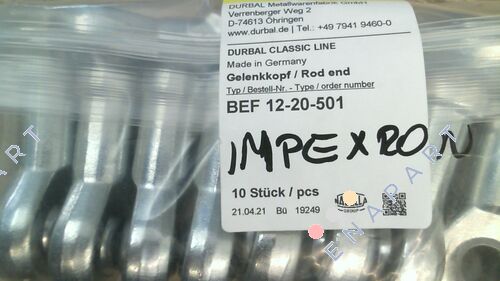 DURBAL Metallwarenfabrik GmbH
Verrenberger Weg 2
D-74613 Öhringen
www.durbal.de | Tel.: +49 7941 9460-0
DURBAL CLASSIC LINE
Made in Germany
Gelenkkopf / Rod end
Typ / Bestell-Nr. - Type / order number
BEF 12-20-501
IMPEXRON
10 Stück / pcs
21.04.21 Bü 19249
ENAPART
ENAPART